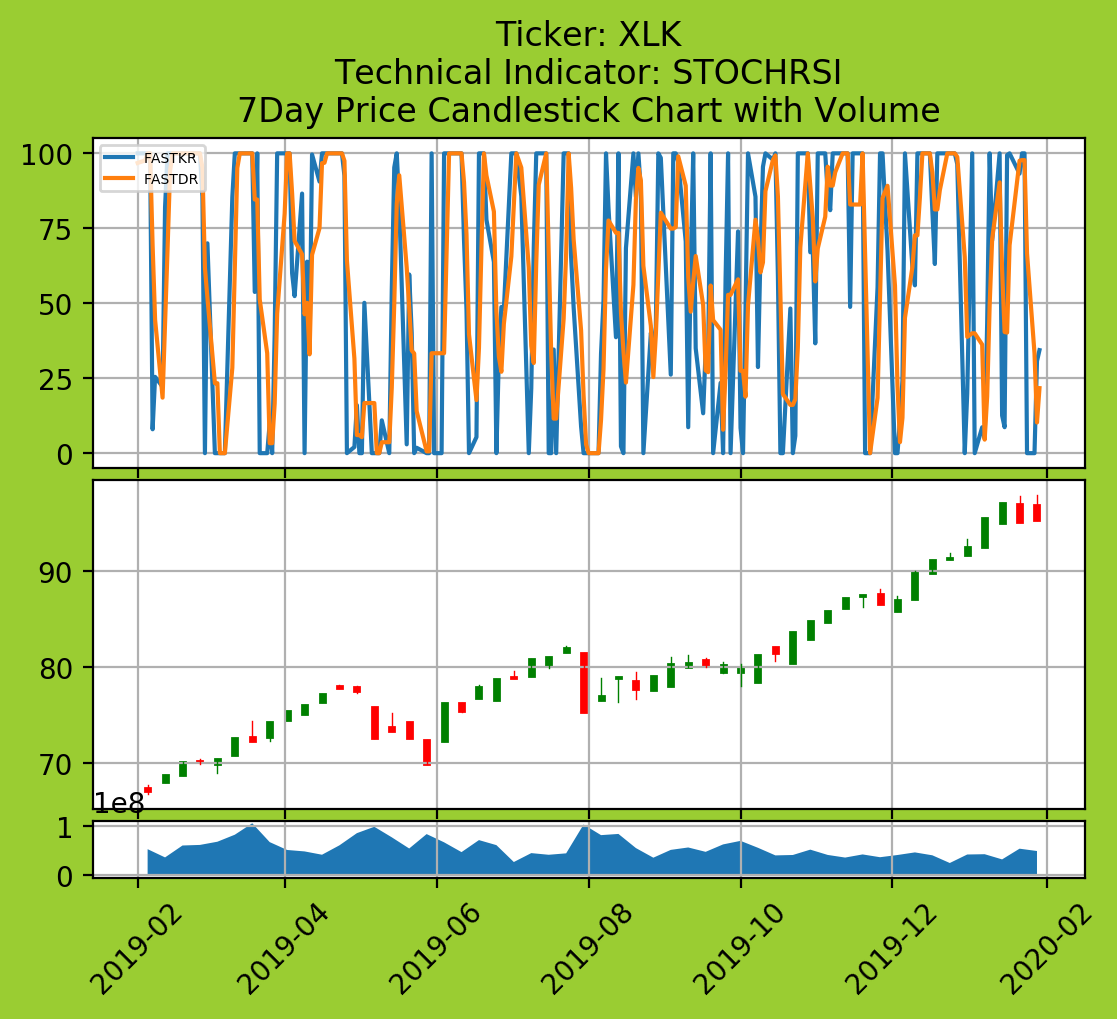 Ticker: XLK
Technical Indicator: STOCHRSI
7Day Price Candlestick Chart with Volume
FASTKR
FASTDR
100
75
50
25
0
90
80
70
1e8
1
0
2019-02
2019-04
2019-06
2019-08
2019-10
2019-12
2020-02